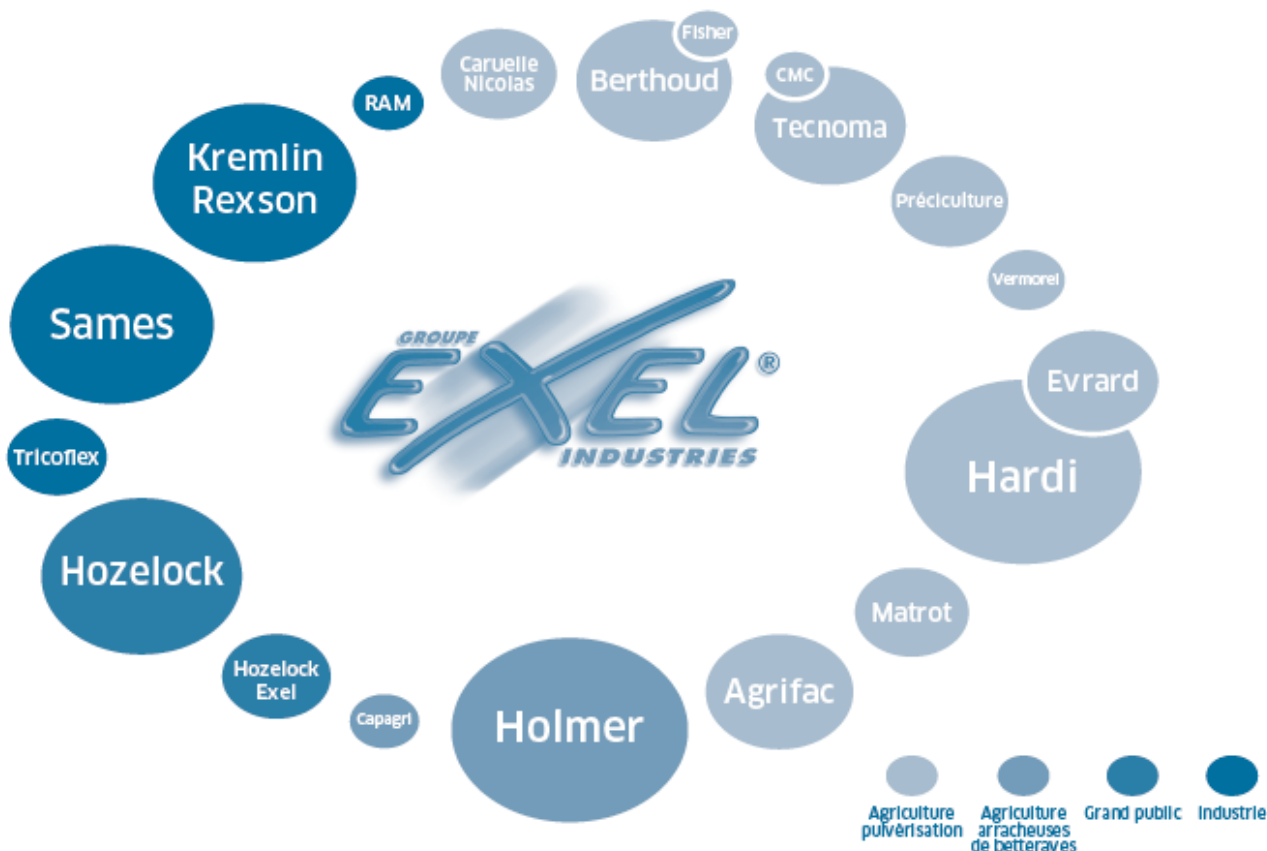 Fisher
Caruelle
Nicolas
Berthoud
CMC
RAM
Tecnoma
Kremlin
Rexson
Préciculture
Vermorel
Sames
GROUPE
EXEL®
INDUSTRIES
Evrard
Hardi
Tricoflex
Hozelock
Matrot
Hozelock
Exel
Agrifac
Capagri
Holmer
Agriculture
pulvérisation
Agriculture
arracheuses
de betteraves
Grand public
Industrie